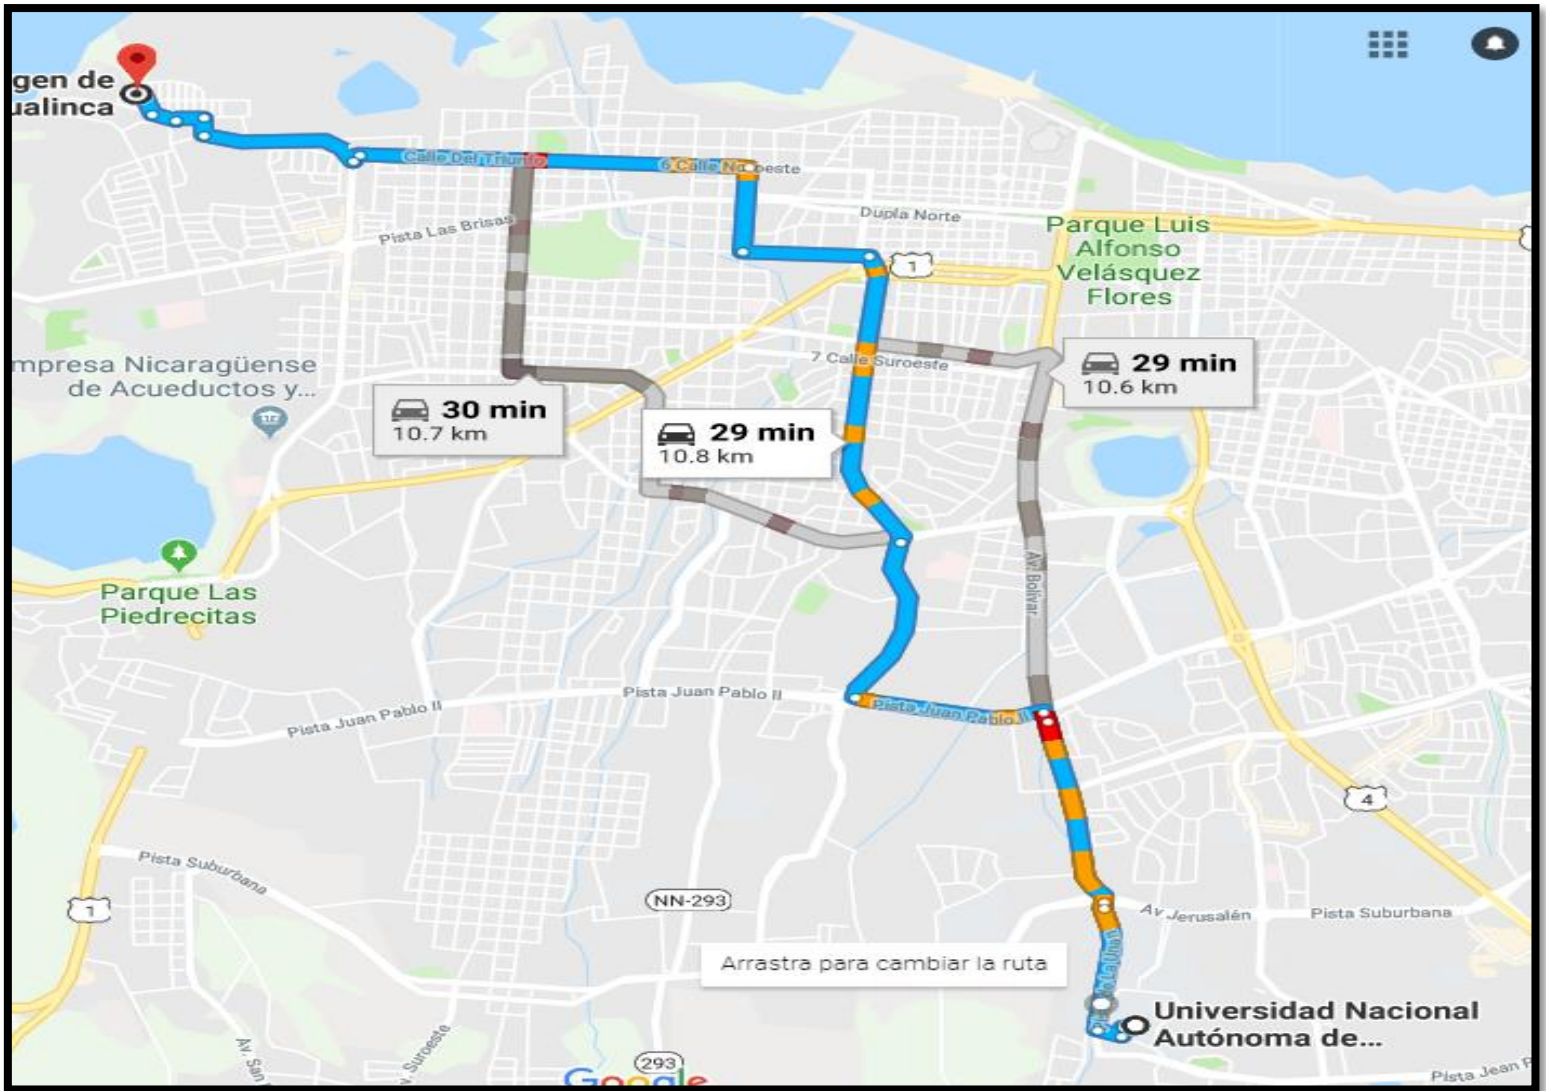 gen de
ualinca
Calle Del Triunfo
6 Calle Noroeste
Dupla Norte
Pista Las Brisas
Parque Luis
Alfonso
Velásquez
Flores
1
7 Calle Suroeste
29 min
10.6 km
mpresa Nicaragüense
de Acueductos y...
30 min
10.7 km
29 min
10.8 km
Parque Las
Piedrecitas
Av. Bolívar
Pista Juan Pablo II
Pista Juan Pablo II
Pista Juan Pablo II
4
Pista Suburbana
1
NN-293
Av Jerusalén
Pista Suburbana
Arrastra para cambiar la ruta
Universidad Nacional
Autónoma de...
Av. San
v. Suroeste
293
Google
Pista Jean P